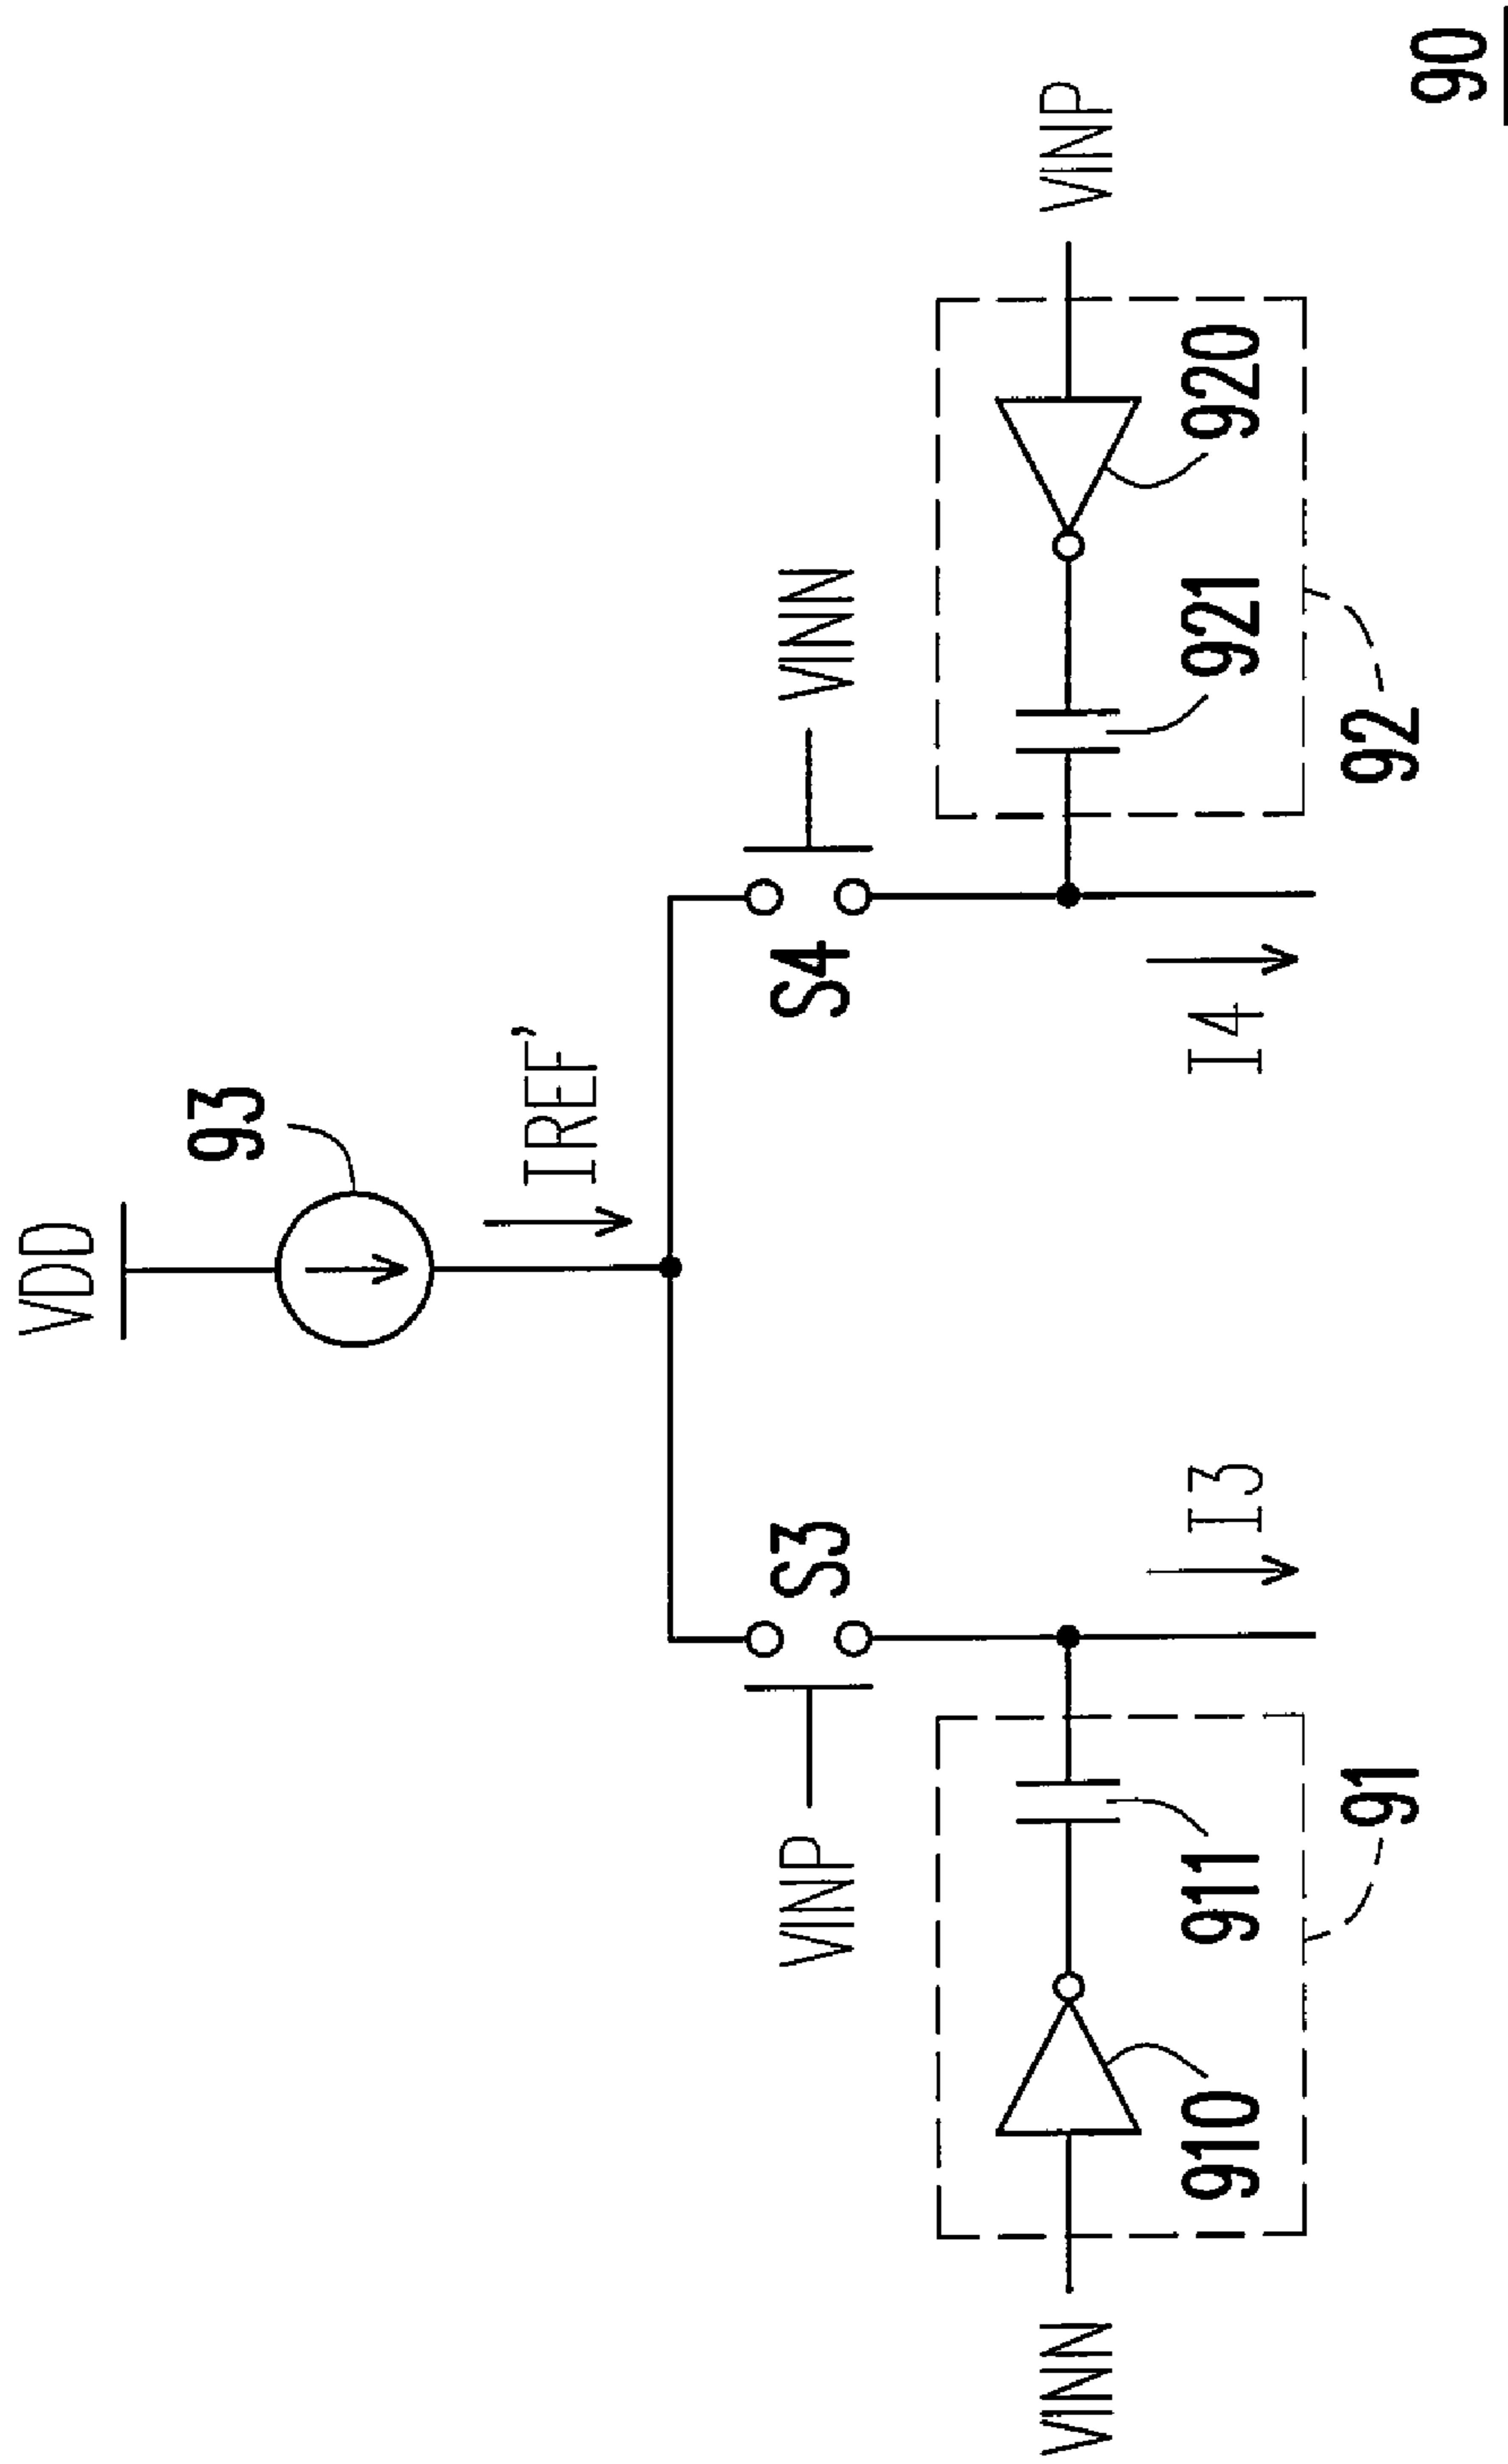 VDD
93
IREF'
VINP
S3
S4
VINN
VINN
910
911
I3
I4
921
920
VINP
91
92
90